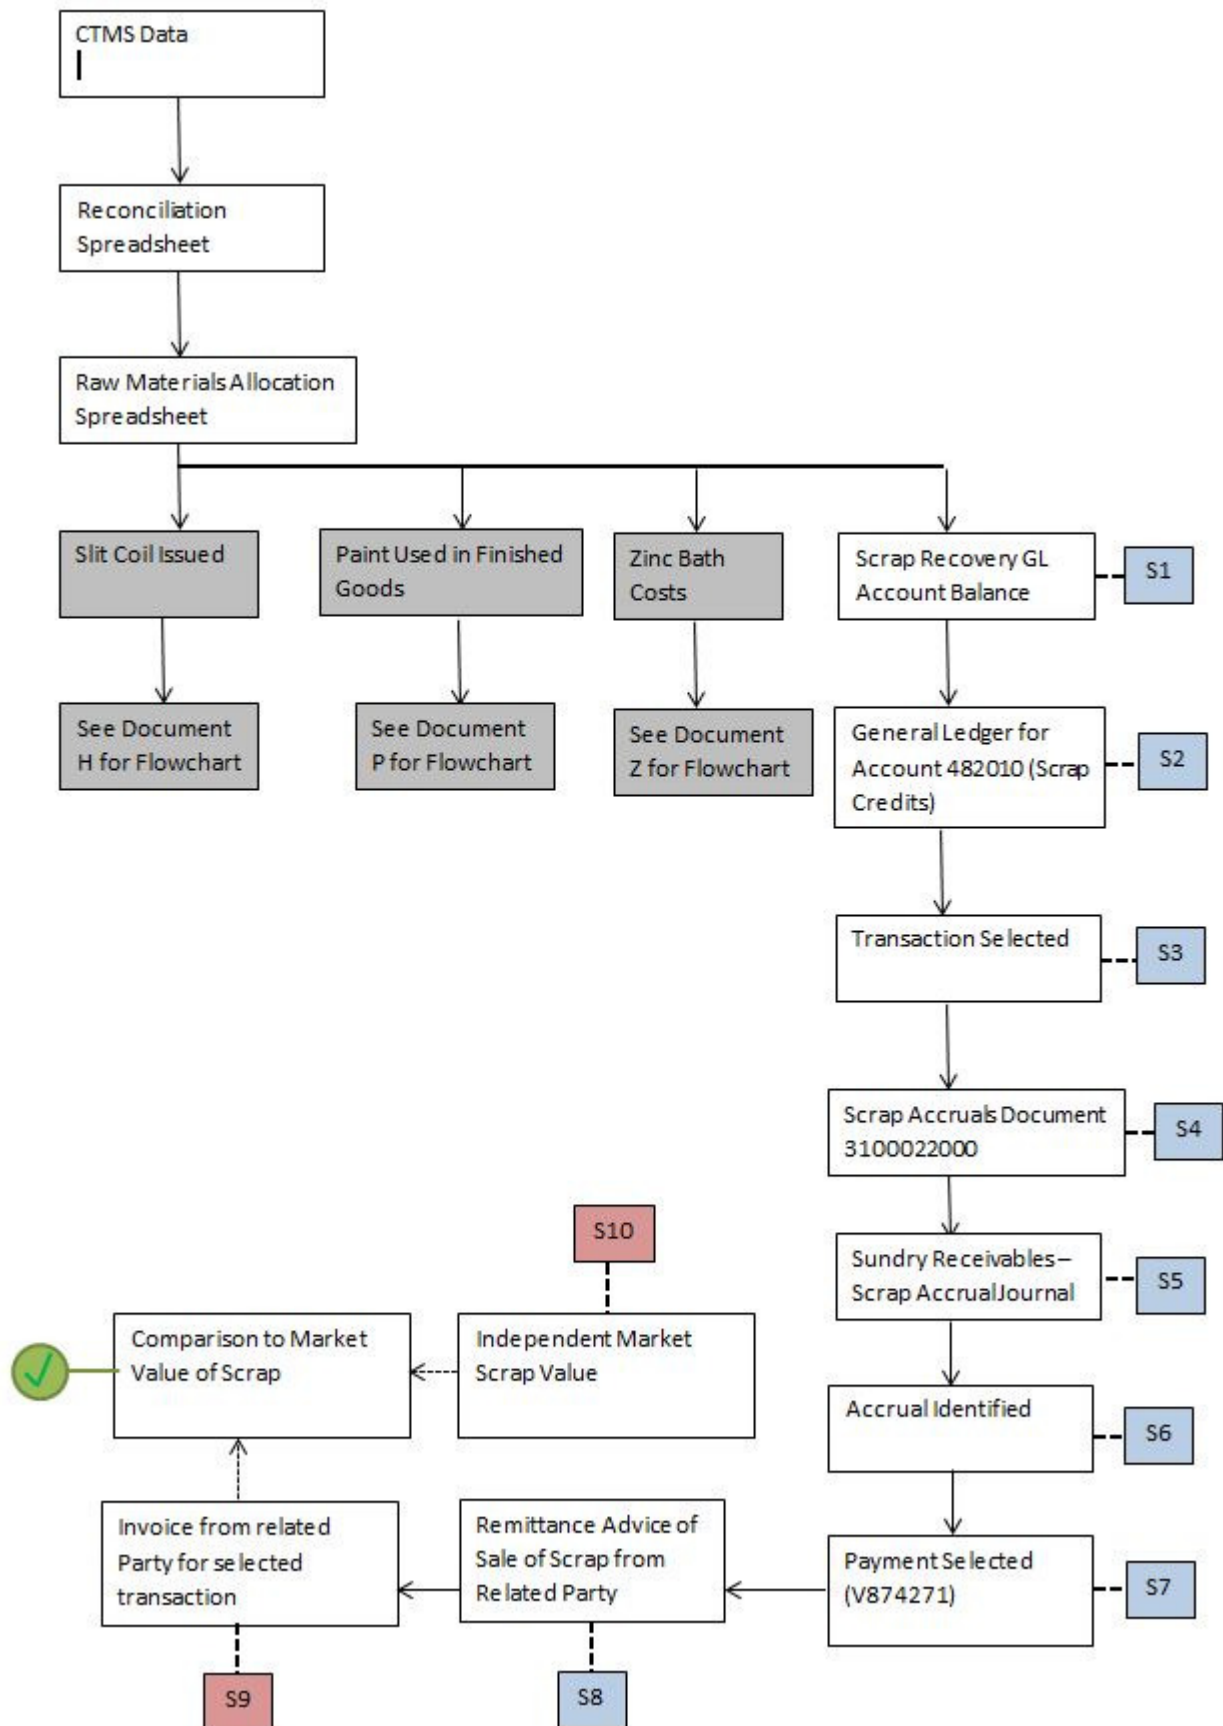 CTMS Data
Reconciliation
Spreadsheet
Raw Materials Allocation
Spreadsheet
Slit Coil Issued
Paint Used in Finished
Goods
Zinc Bath
Costs
Scrap Recovery GL
Account Balance
S1
See Document
H for Flowchart
See Document
P for Flowchart
See Document
Z for Flowchart
General Ledger for
Account 482010 (Scrap
Credits)
S2
Transaction Selected
S3
Scrap Accruals Document
3100022000
S4
Sundry Receivables –
Scrap Accrual Journal
S5
S10
Comparison to Market
Value of Scrap
Independent Market
Scrap Value
Accrual Identified
S6
Invoice from related
Party for selected
transaction
Remittance Advice of
Sale of Scrap from
Related Party
Payment Selected
(V874271)
S7
S9
S8